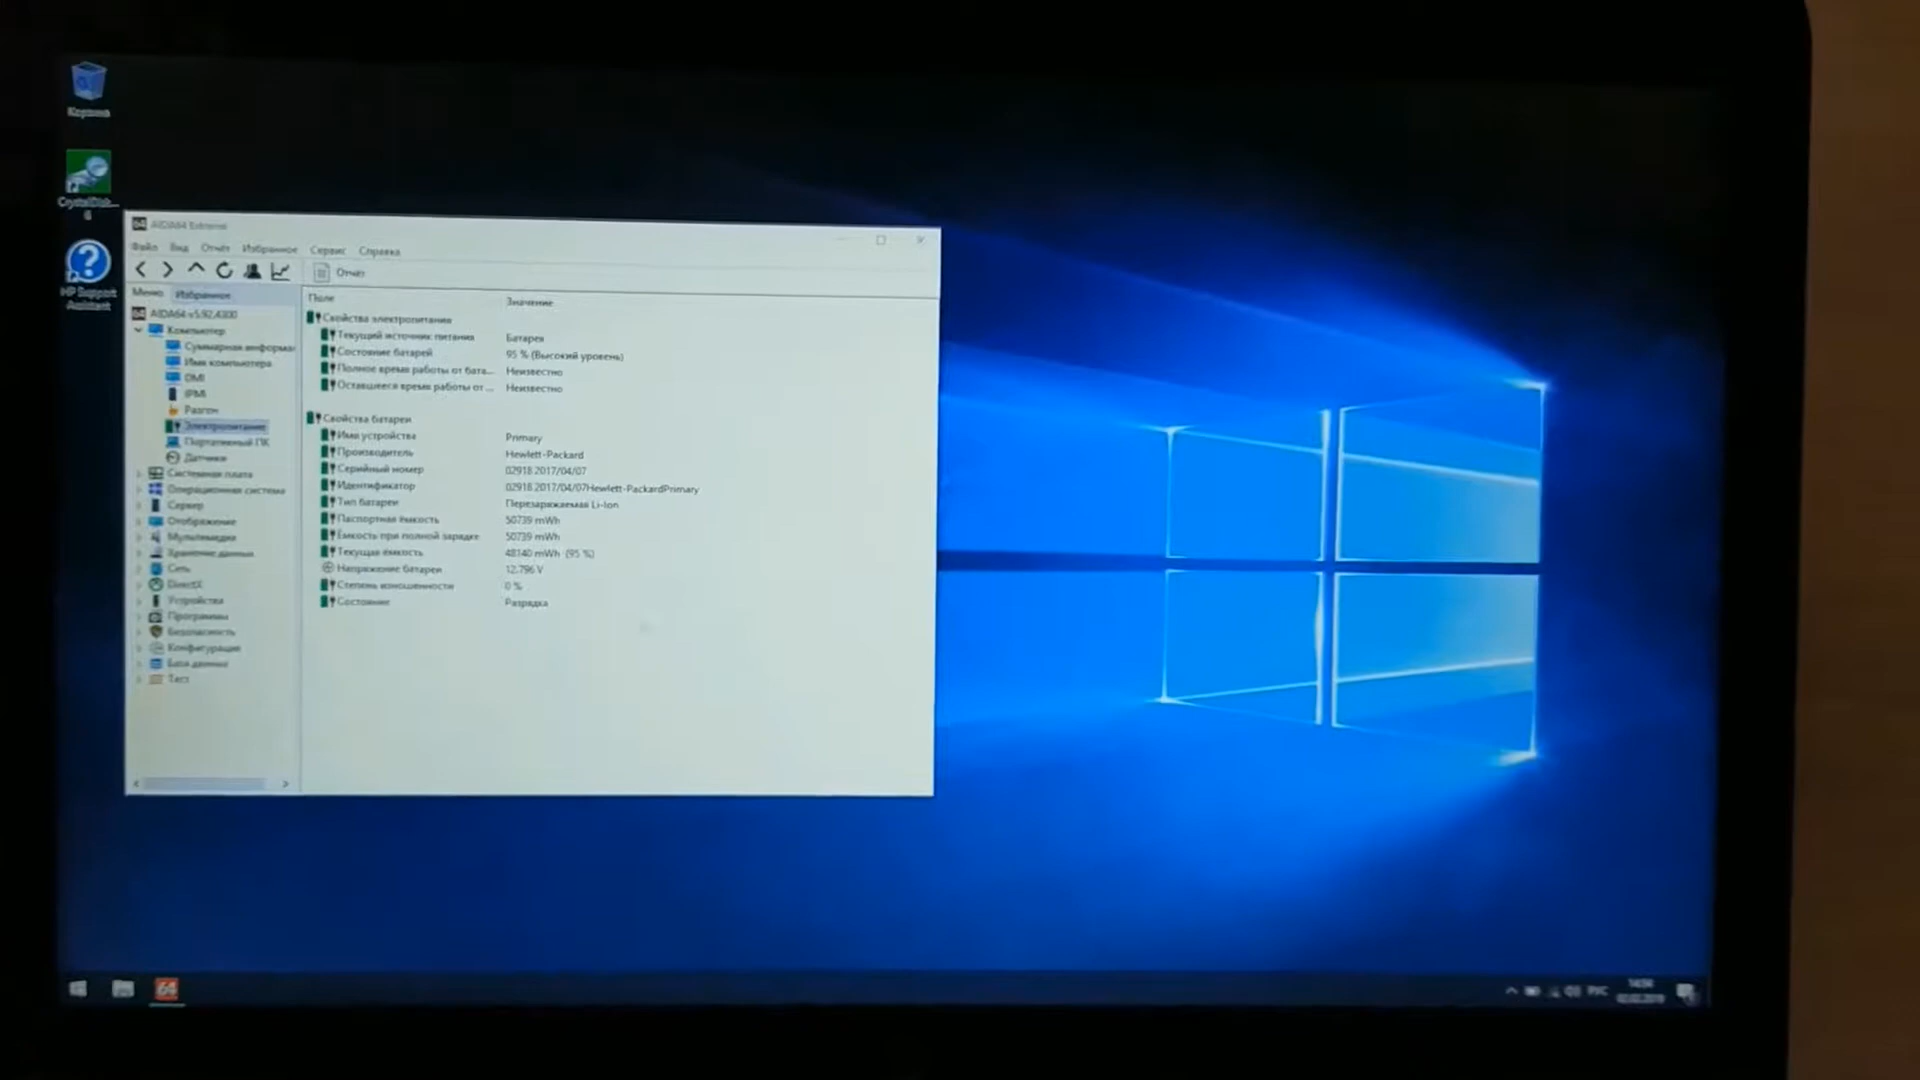 Корзина
CrystalDisk...
6
HP Support
Assistant
AIDA64 Extreme
Файл Вид Отчёт Избранное Сервис Справка
Отчёт
Меню Избранное
Поле Значение
AIDA64 v5.92.4300
Компьютер
Суммарная информа
Имя компьютера
DMI
IPMI
Разгон
Электропитание
Портативный ПК
Датчики
Системная плата
Операционная система
Сервер
Отображение
Мультимедиа
Хранение данных
Сеть
DirectX
Устройства
Программы
Безопасность
Конфигурация
База данных
Тест
Свойства электропитания
Текущий источник питания Батарея
Состояние батарей 95 % (Высокий уровень)
Полное время работы от бата... Неизвестно
Оставшееся время работы от ... Неизвестно
Свойства батареи
Имя устройства Primary
Производитель Hewlett-Packard
Серийный номер 02918 2017/04/07
Идентификатор 02918 2017/04/07Hewlett-PackardPrimary
Тип батареи Перезаряжаемая Li-Ion
Паспортная ёмкость 50739 mWh
Ёмкость при полной зарядке 50739 mWh
Текущая ёмкость 48140 mWh (95 %)
Напряжение батареи 12.796 V
Степень изношенности 0 %
Состояние Разрядка
64
РУС